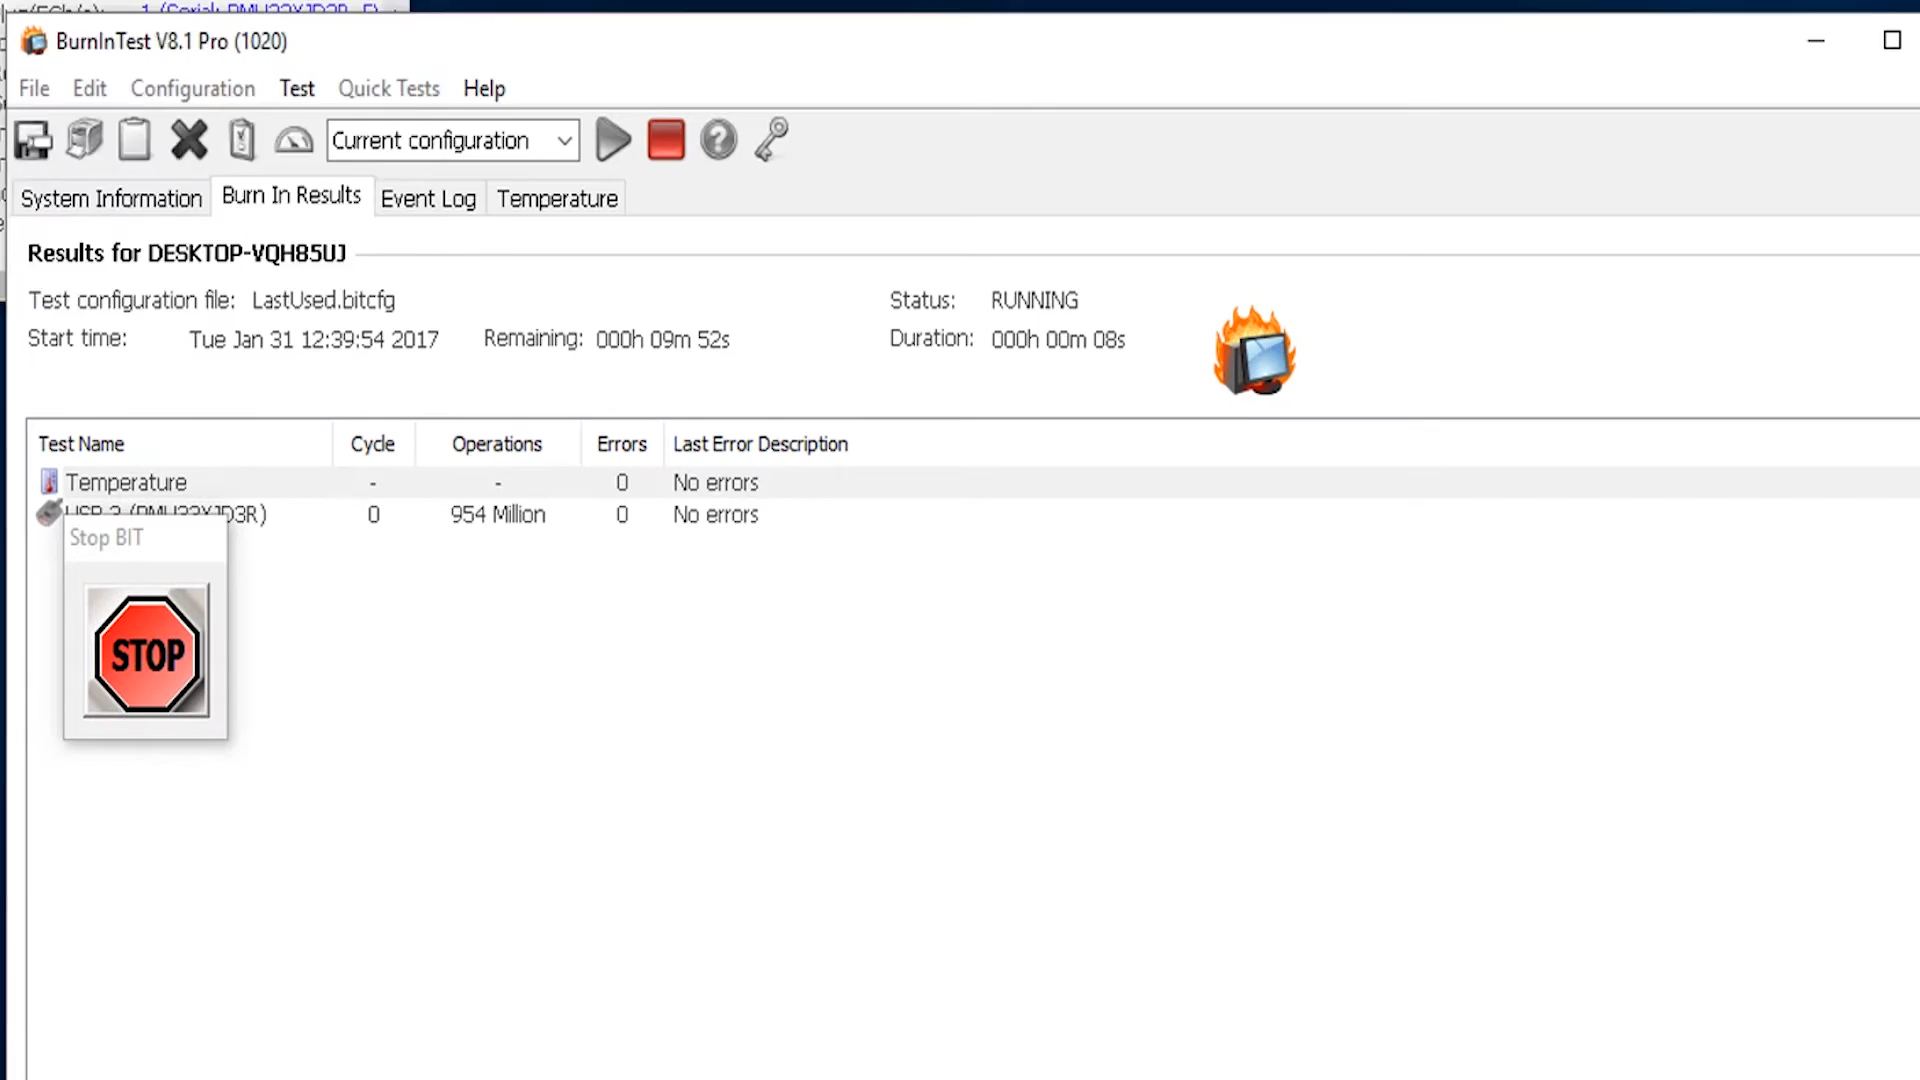 BurnInTest V8.1 Pro (1020)
File Edit Configuration Test Quick Tests Help
Current configuration
System Information Burn In Results Event Log Temperature
Results for DESKTOP-VQH85UJ
Test configuration file: LastUsed.bitcfg Status: RUNNING
Start time: Tue Jan 31 12:39:54 2017 Remaining: 000h 09m 52s Duration: 000h 00m 08s
Test Name Cycle Operations Errors Last Error Description
Temperature - - 0 No errors
USB 3 (PMU33XJD3R) 0 954 Million 0 No errors
Stop BIT
STOP